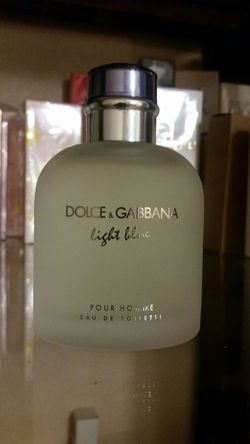 DOLCE & GABBANA
light blue
POUR HOMME
EAU DE TOILETTE